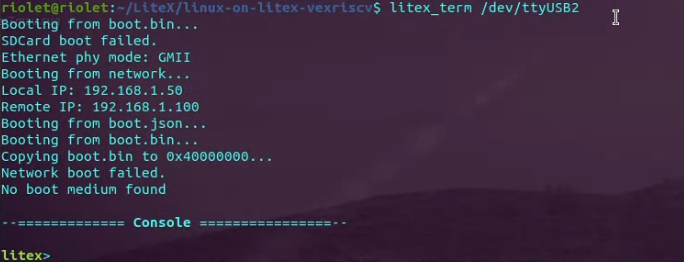 riolet@riolet:~/LiteX/linux-on-litex-vexriscv$ litex_term /dev/ttyUSB2
Booting from boot.bin...
SDCard boot failed.
Ethernet phy mode: GMII
Booting from network...
Local IP: 192.168.1.50
Remote IP: 192.168.1.100
Booting from boot.json...
Booting from boot.bin...
Copying boot.bin to 0x40000000...
Network boot failed.
No boot medium found
--============= Console ================--
litex>